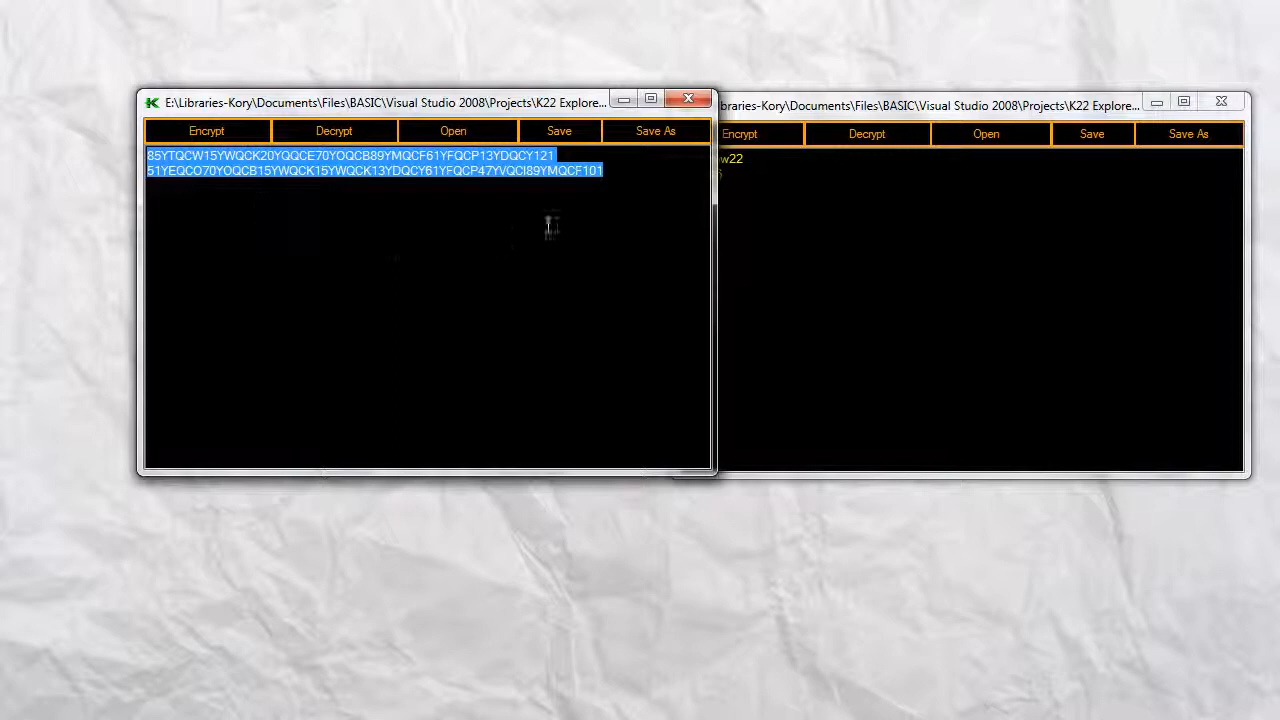 E:\Libraries-Kory\Documents\Files\BASIC\Visual Studio 2008\Projects\K22 Explore...
Encrypt Decrypt Open Save Save As
85YTQCW15YWQCK20YQQCE70YOQCB89YMQCF61YFQCP13YDQCY121
51YEQCO70YOQCB15YWQCK15YWQCK13YDQCY61YFQCP47YVQCI89YMQCF101
braries-Kory\Documents\Files\BASIC\Visual Studio 2008\Projects\K22 Explore...
Encrypt Decrypt Open Save Save As
w22